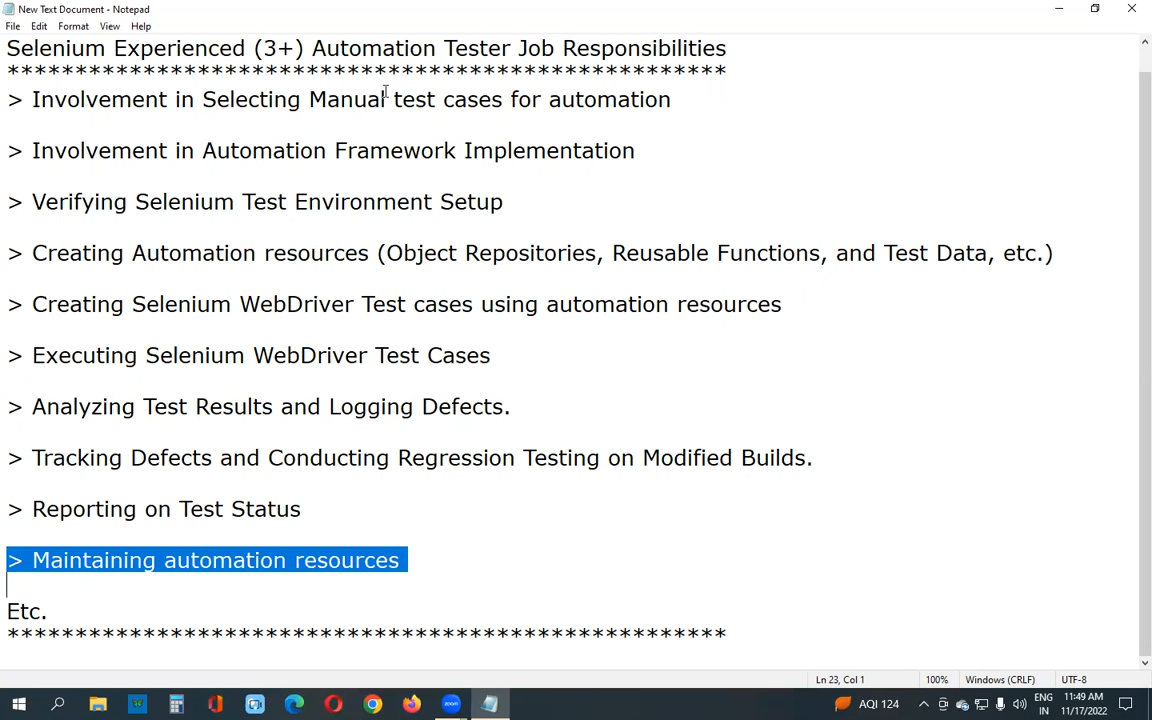 New Text Document - Notepad
File Edit Format View Help
Selenium Experienced (3+) Automation Tester Job Responsibilities
*****************************************************
> Involvement in Selecting Manual test cases for automation
> Involvement in Automation Framework Implementation
> Verifying Selenium Test Environment Setup
> Creating Automation resources (Object Repositories, Reusable Functions, and Test Data, etc.)
> Creating Selenium WebDriver Test cases using automation resources
> Executing Selenium WebDriver Test Cases
> Analyzing Test Results and Logging Defects.
> Tracking Defects and Conducting Regression Testing on Modified Builds.
> Reporting on Test Status
> Maintaining automation resources
Etc.
*****************************************************
Ln 23, Col 1 100% Windows (CRLF) UTF-8
zoom AQI 124 ENG 11:49 AM
IN 11/17/2022